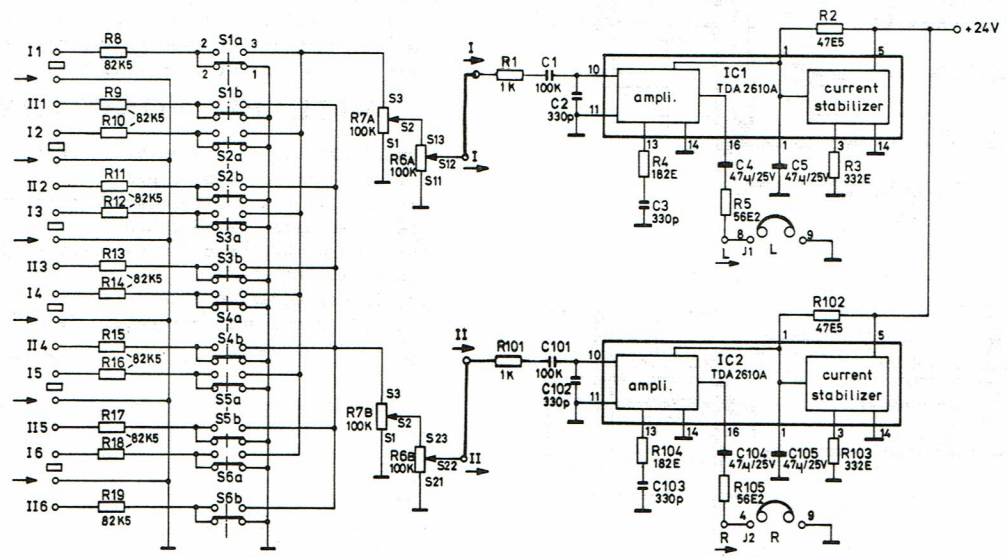 I1
R8
82K5
2
S1a
3
2
1
II1
R9
82K5
S1b
I2
R10
S2a
II2
R11
82K5
S2b
I3
R12
S3a
II3
R13
82K5
S3b
I4
R14
S4a
II4
R15
82K5
S4b
I5
R16
S5a
II5
R17
82K5
S5b
I6
R18
S6a
II6
R19
82K5
S6b
S3
R7A
100K
S2
S1
S13
R6A
100K
S12
S11
I
I
R1
1K
C1
100K
10
C2
330p
11
ampli.
IC1
TDA 2610A
1
R2
47E5
5
+24V
current
stabilizer
13
14
16
1
3
14
R4
182E
C3
330p
C4
47µ/25V
C5
47µ/25V
R3
332E
R5
56E2
L
8
J1
L
9
S3
R7B
100K
S2
S1
S23
R6B
100K
S22
S21
II
II
R101
1K
C101
100K
10
C102
330p
11
ampli.
IC2
TDA 2610A
1
R102
47E5
5
current
stabilizer
13
14
16
1
3
14
R104
182E
C103
330p
C104
47µ/25V
C105
47µ/25V
R103
332E
R105
56E2
R
4
J2
R
9